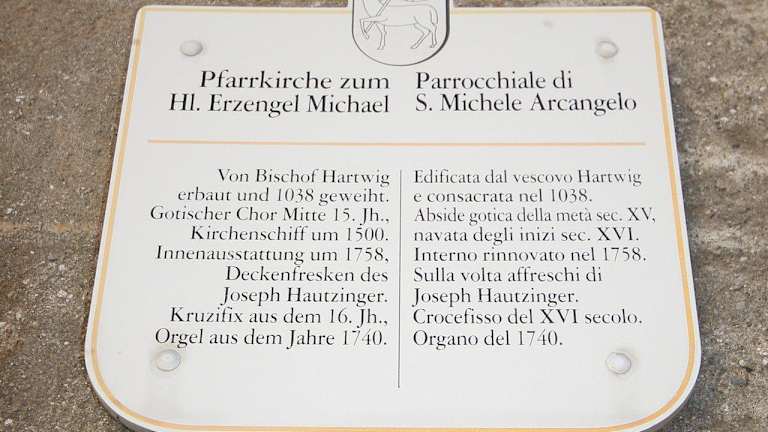 Pfarrkirche zum
Hl. Erzengel Michael
Parrocchiale di
S. Michele Arcangelo
Von Bischof Hartwig
erbaut und 1038 geweiht.
Gotischer Chor Mitte 15. Jh.,
Kirchenschiff um 1500.
Innenausstattung um 1758,
Deckenfresken des
Joseph Hautzinger.
Kruzifix aus dem 16. Jh.,
Orgel aus dem Jahre 1740.
Edificata dal vescovo Hartwig
e consacrata nel 1038.
Abside gotica della metà sec. XV,
navata degli inizi sec. XVI.
Interno rinnovato nel 1758.
Sulla volta affreschi di
Joseph Hautzinger.
Crocefisso del XVI secolo.
Organo del 1740.